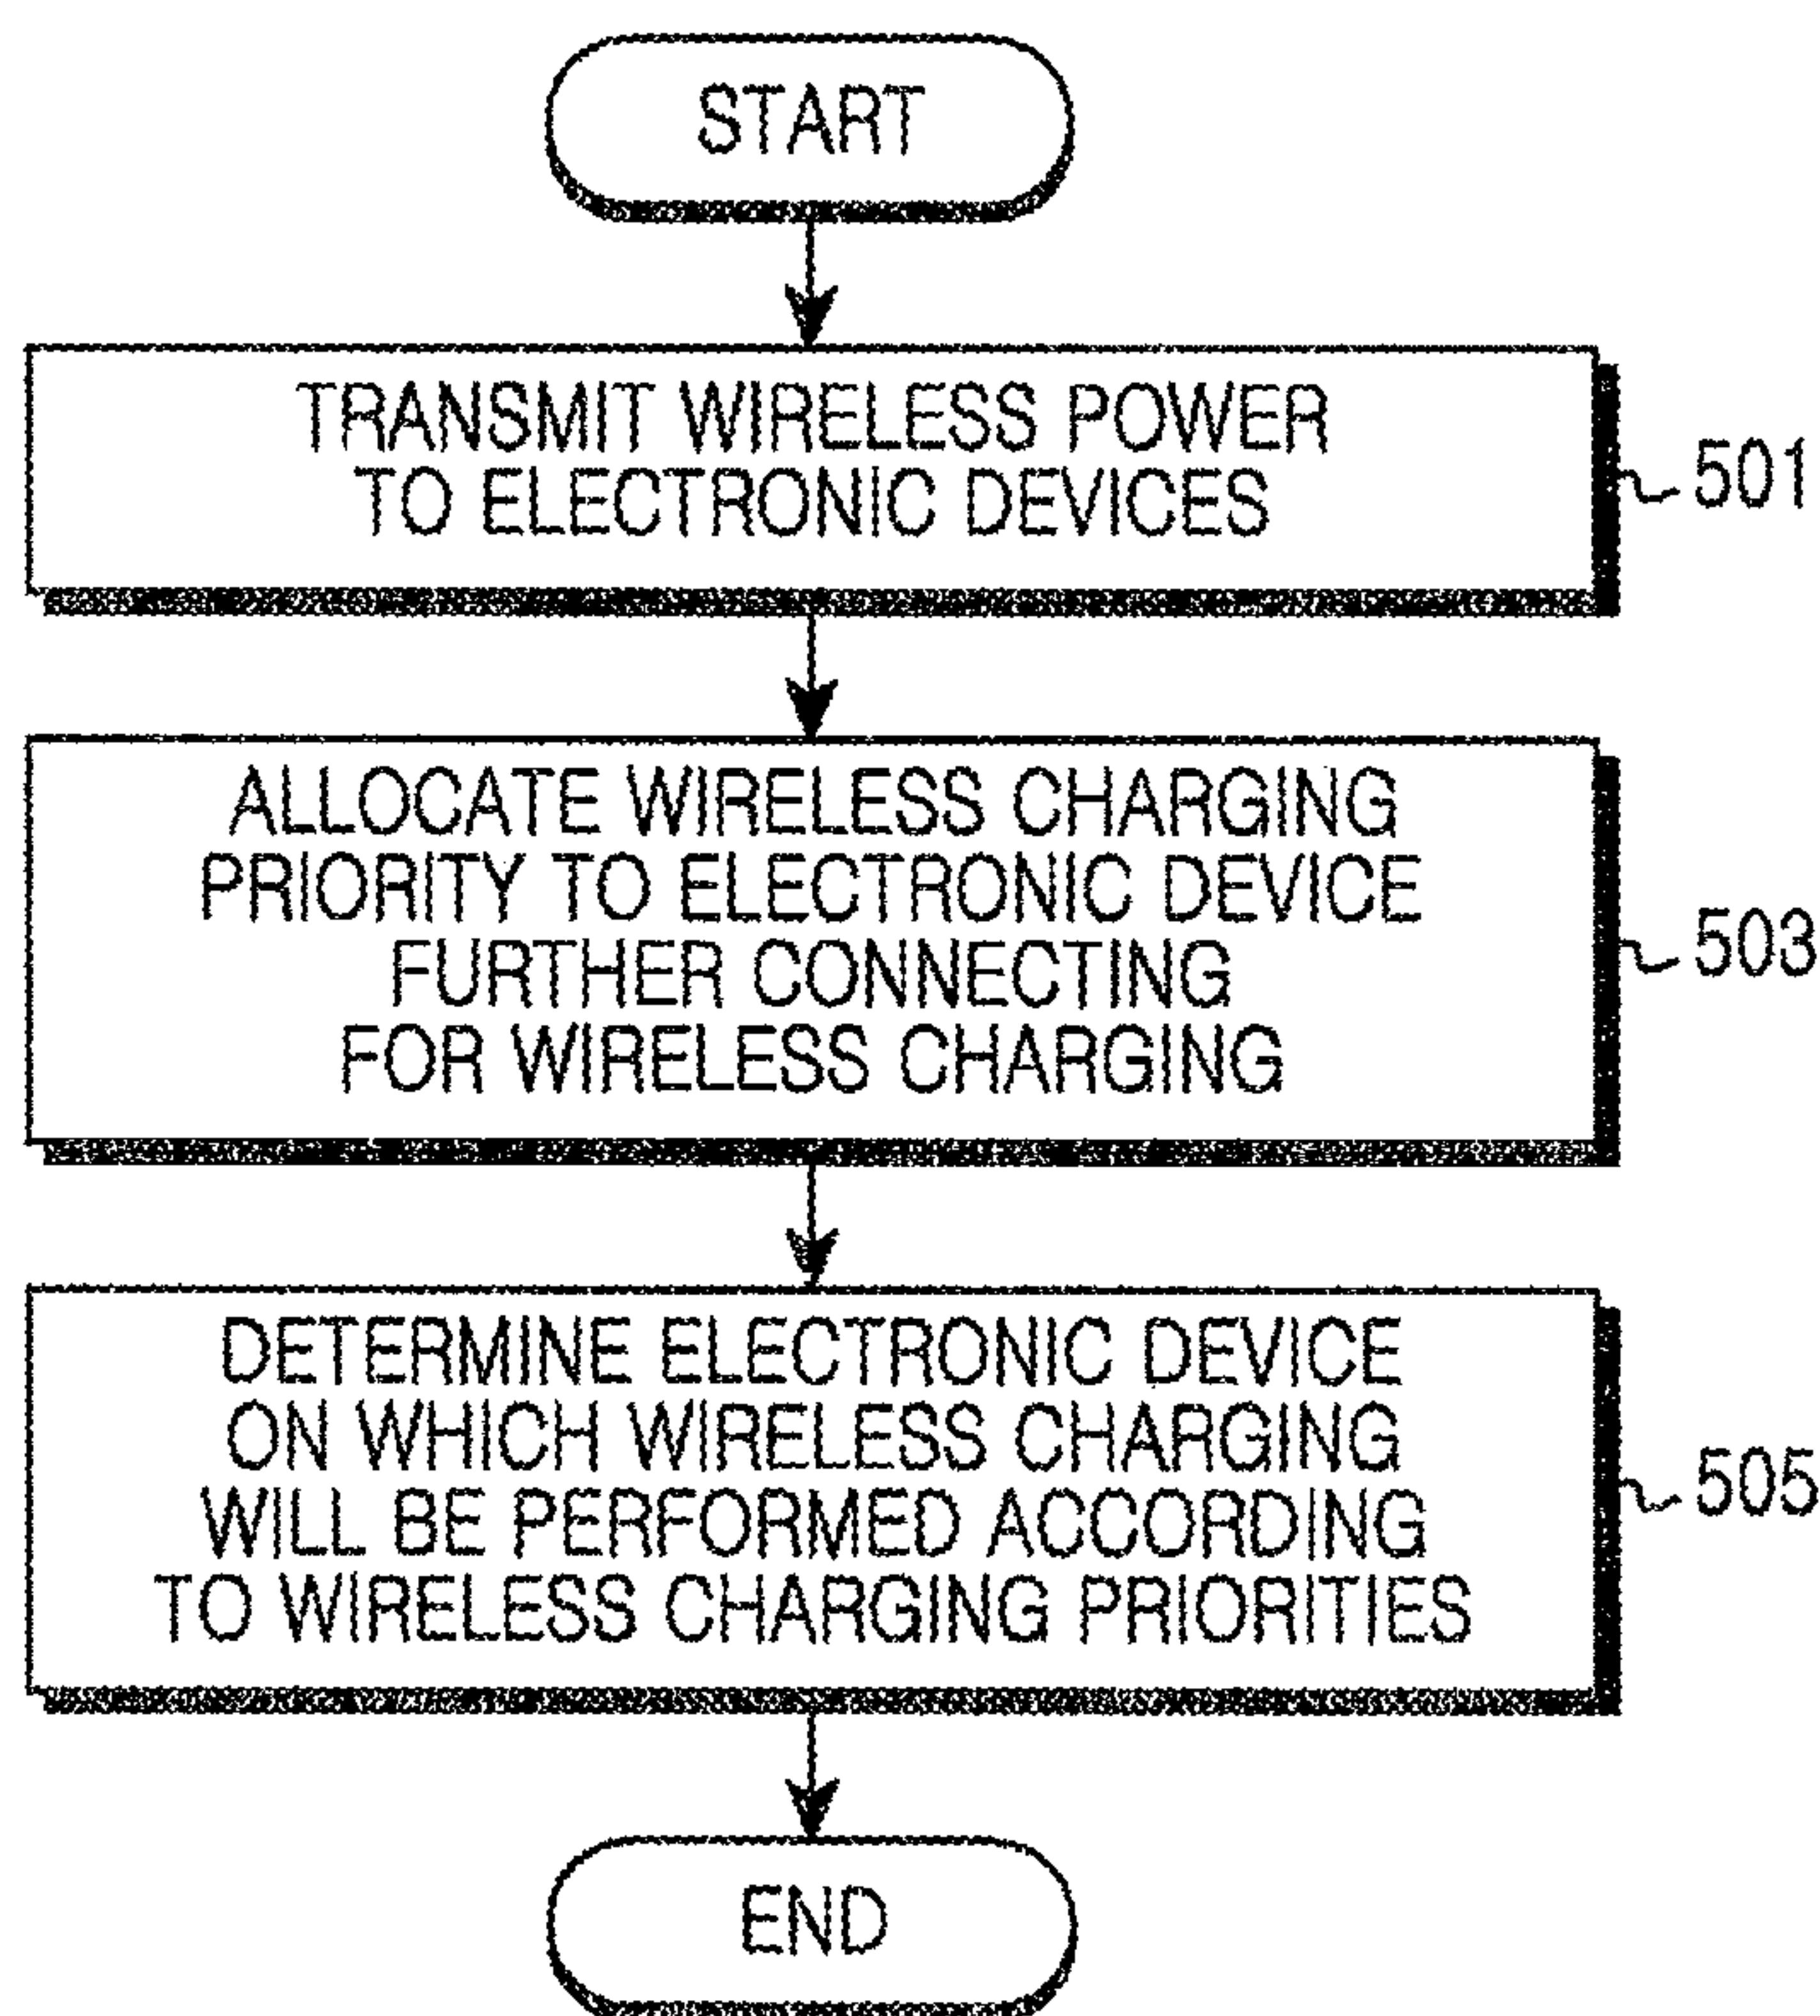 START
TRANSMIT WIRELESS POWER
TO ELECTRONIC DEVICES
501
ALLOCATE WIRELESS CHARGING
PRIORITY TO ELECTRONIC DEVICE
FURTHER CONNECTING
FOR WIRELESS CHARGING
503
DETERMINE ELECTRONIC DEVICE
ON WHICH WIRELESS CHARGING
WILL BE PERFORMED ACCORDING
TO WIRELESS CHARGING PRIORITIES
505
END